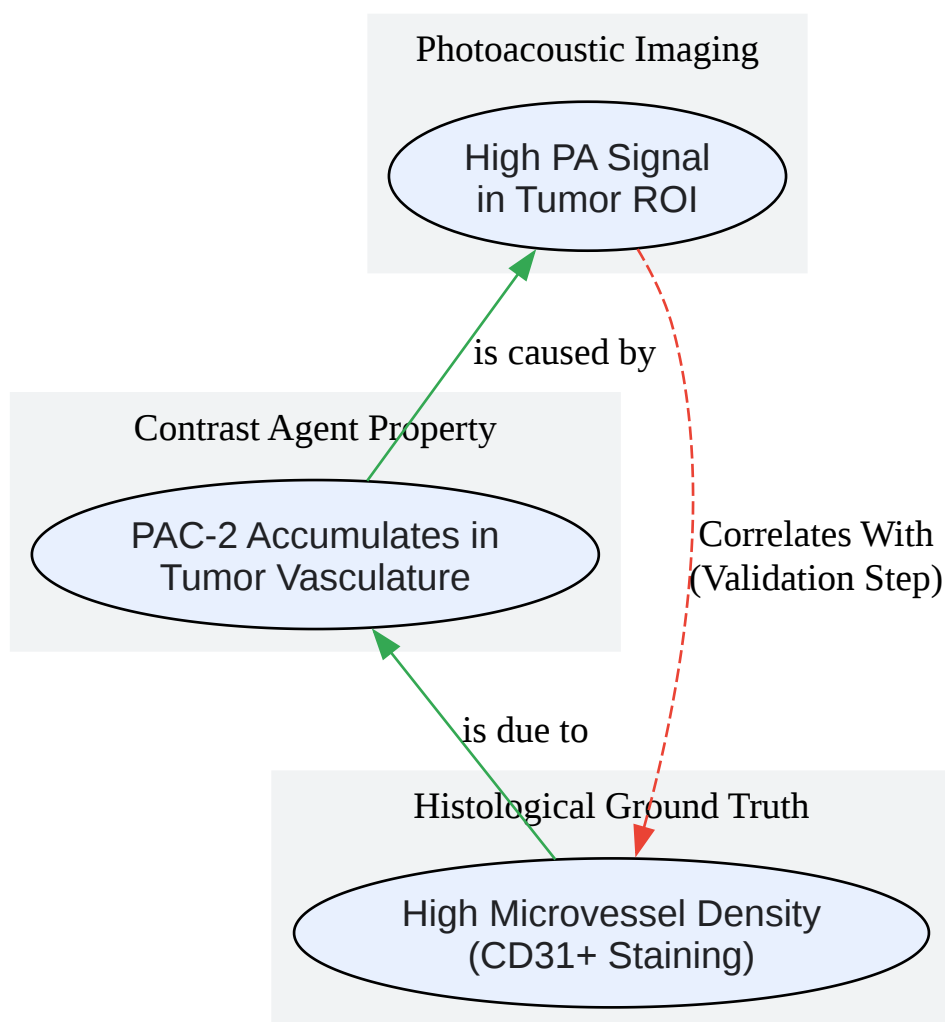 Photoacoustic Imaging
High PA Signal
in Tumor ROI
is caused by
Contrast Agent Property
PAC-2 Accumulates in
Tumor Vasculature
Correlates With
(Validation Step)
is due to
Histological Ground Truth
High Microvessel Density
(CD31+ Staining)